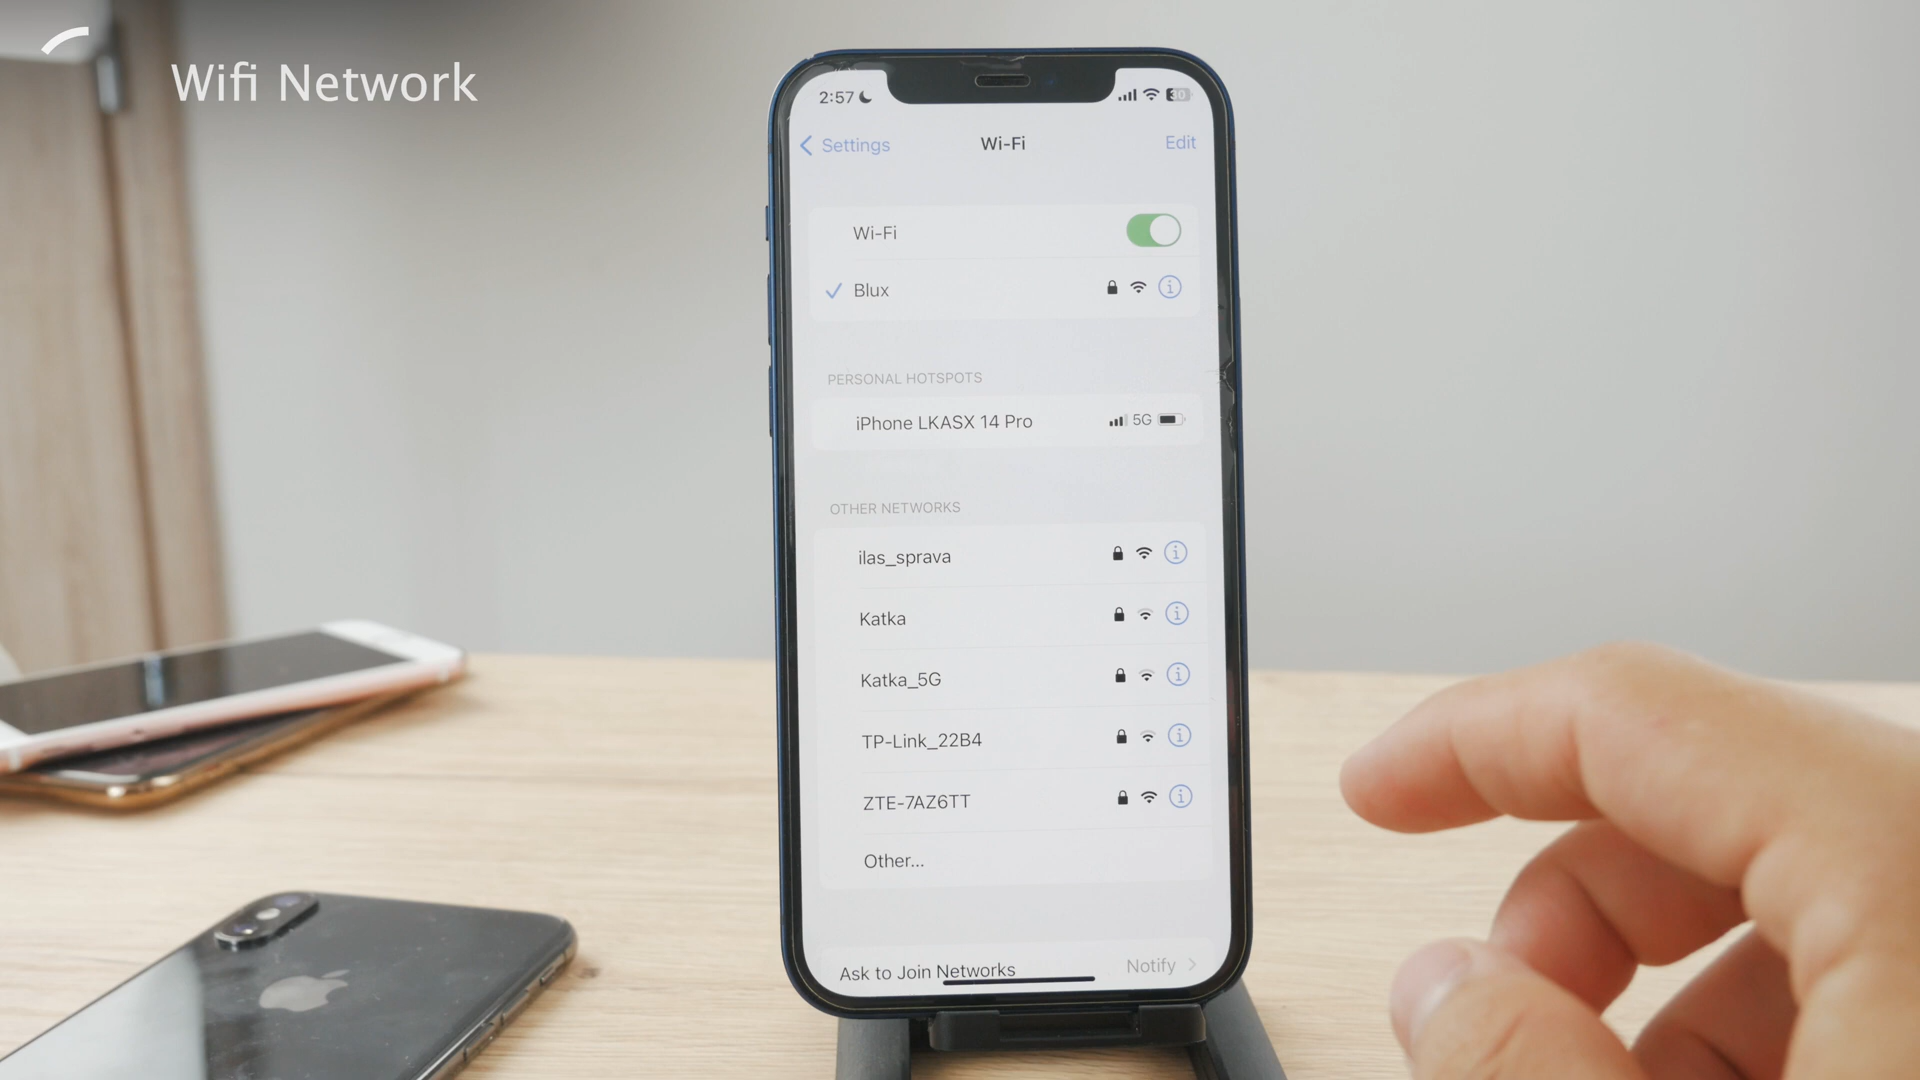 Wifi Network
2:57
30
Settings
Wi-Fi
Edit
Wi-Fi
Blux
PERSONAL HOTSPOTS
iPhone LKASX 14 Pro
5G
OTHER NETWORKS
ilas_sprava
Katka
Katka_5G
TP-Link_22B4
ZTE-7AZ6TT
Other...
Ask to Join Networks
Notify